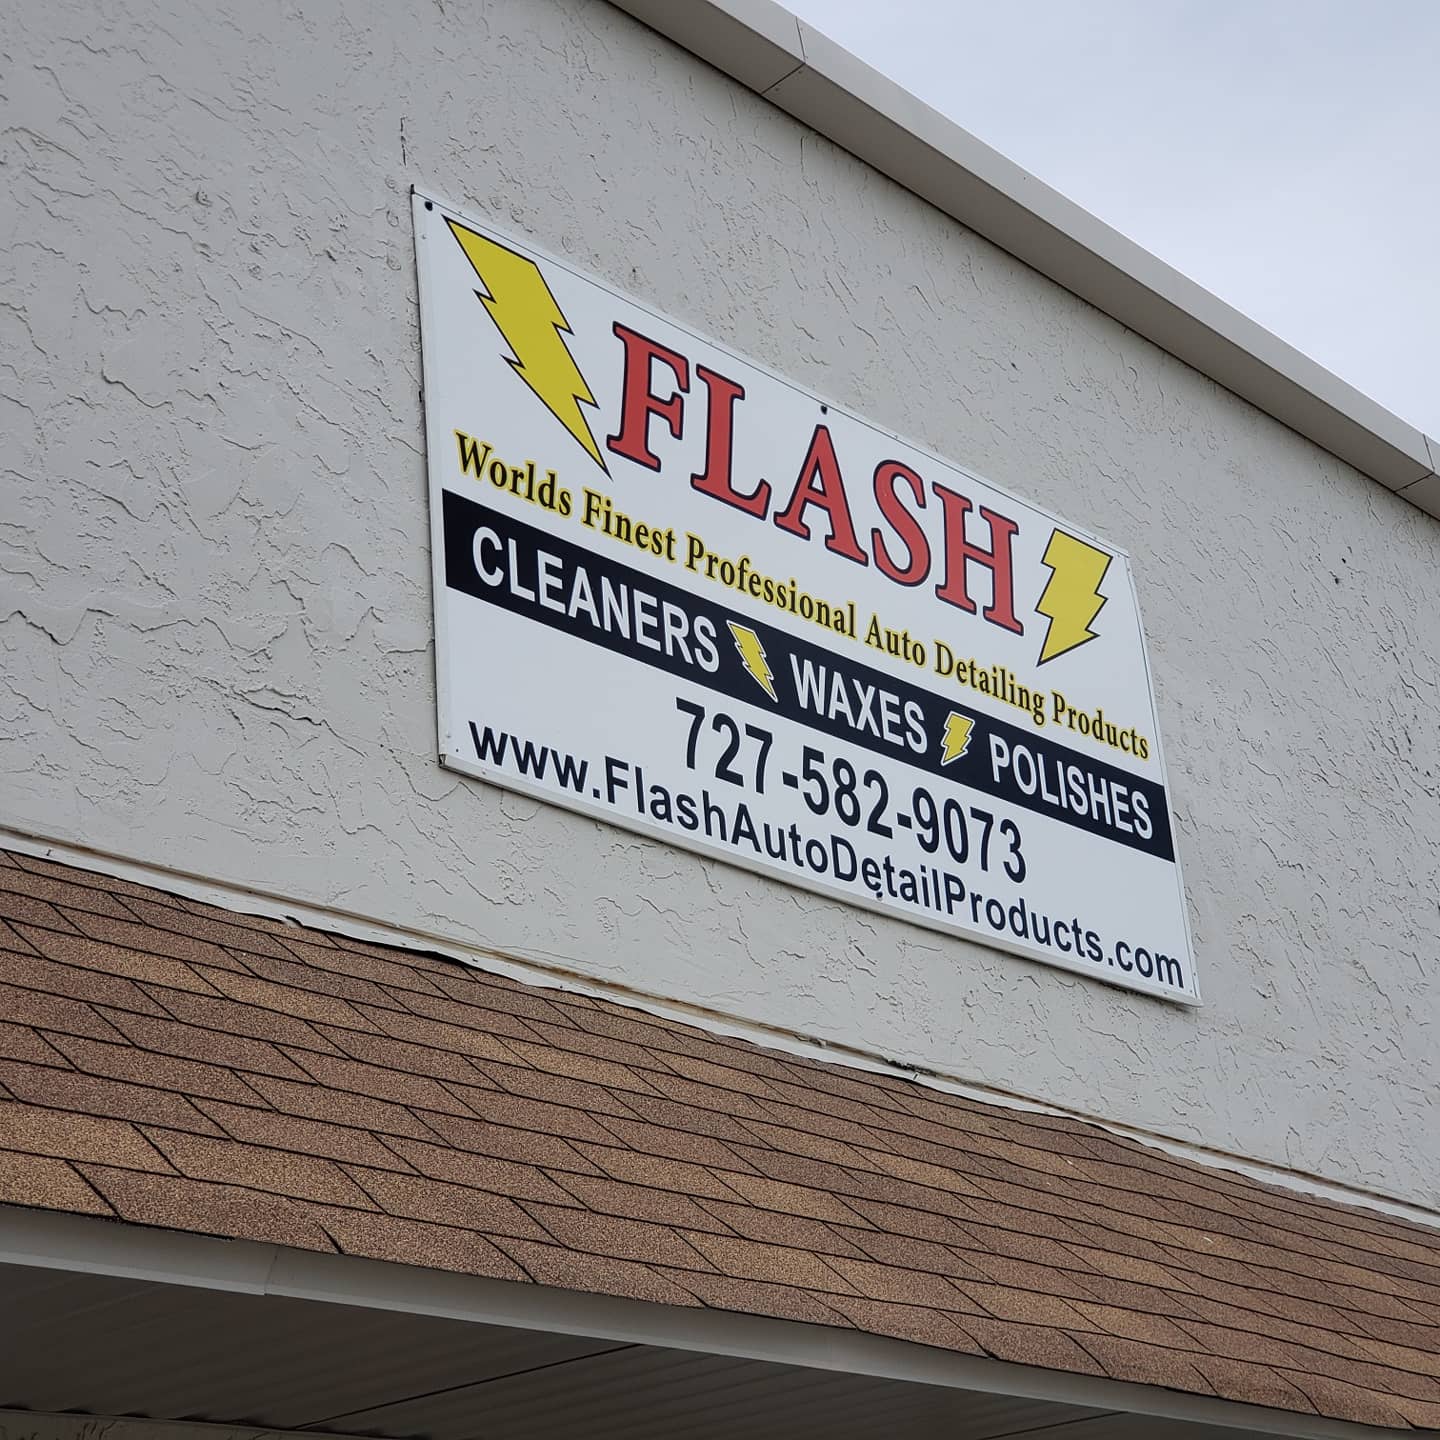 FLASH
Worlds Finest Professional Auto Detailing Products
CLEANERS WAXES POLISHES
727-582-9073
www.FlashAutoDetailProducts.com